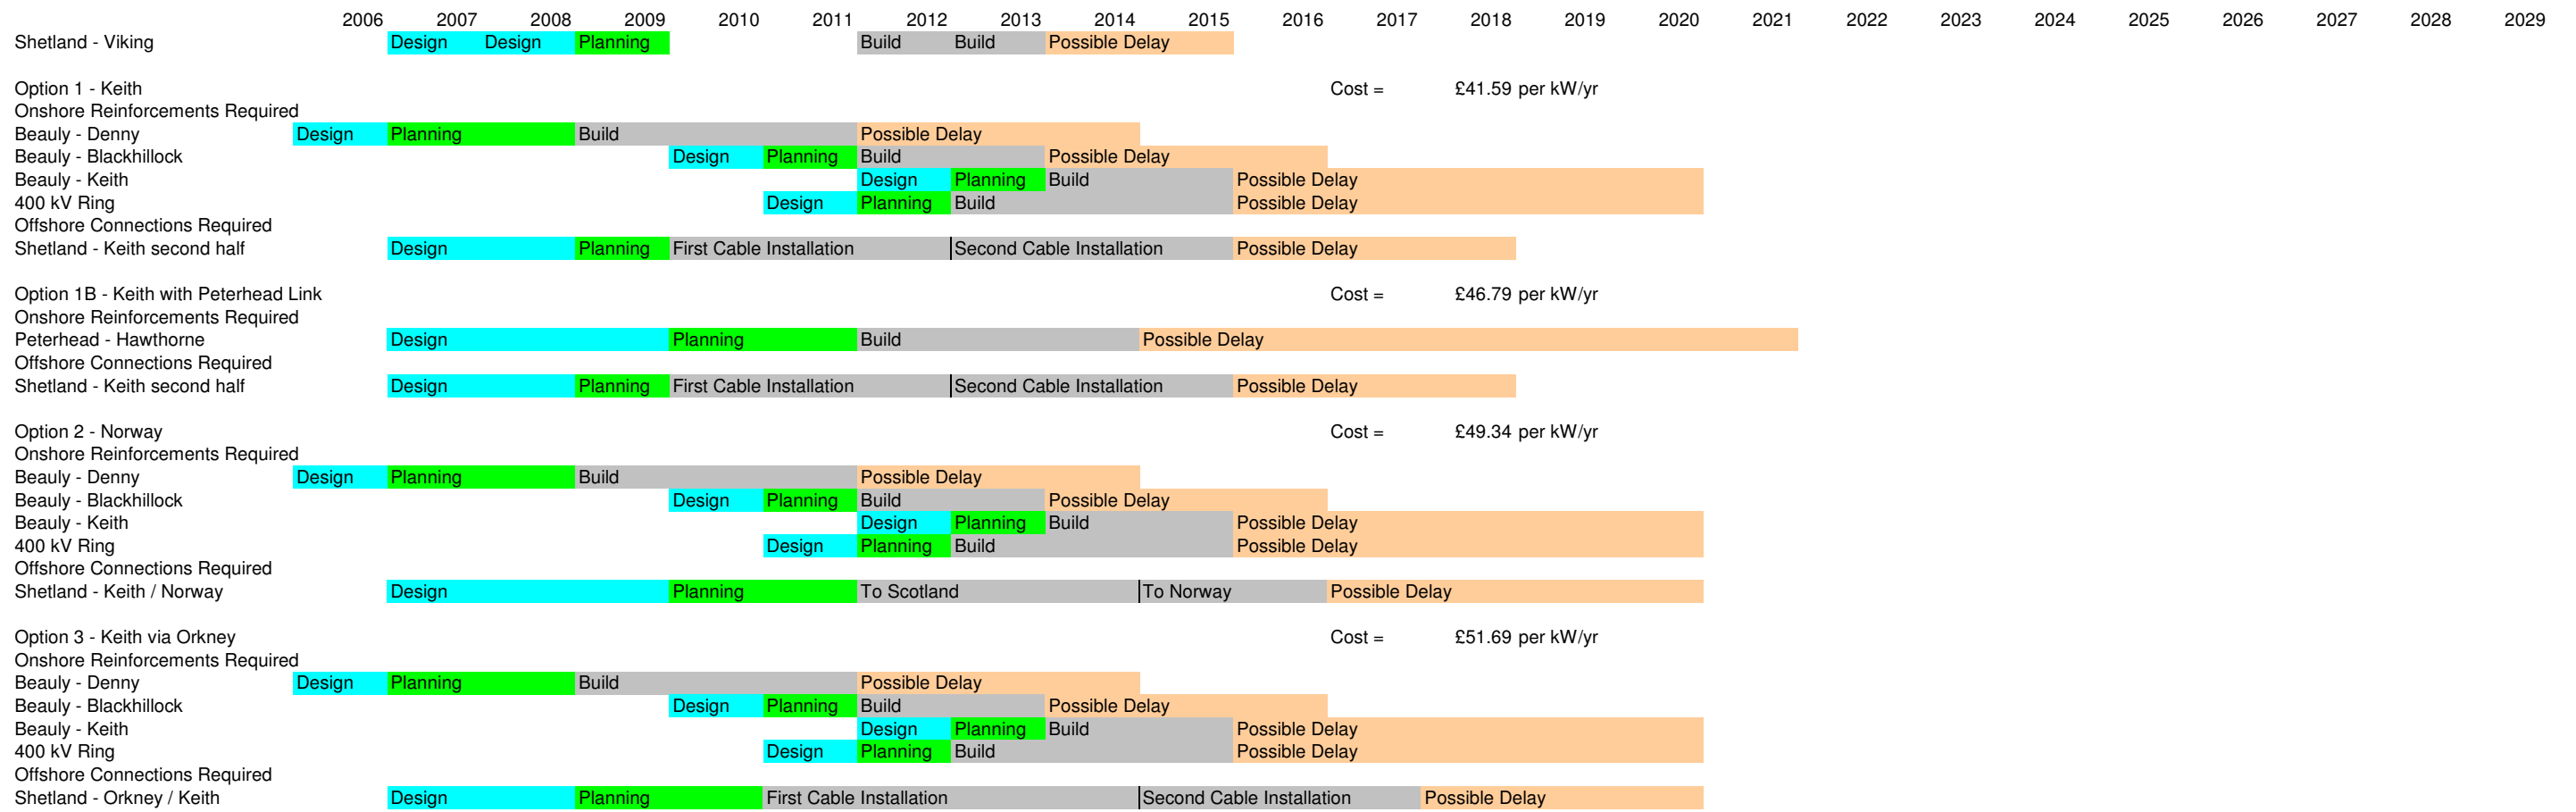 2006 2007 2008 2009 2010 2011 2012 2013 2014 2015 2016 2017 2018 2019 2020 2021 2022 2023 2024 2025 2026 2027 2028 2029
Shetland - Viking Design Design Planning Build Build Possible Delay
Option 1 - Keith Cost = £41.59 per kW/yr
Onshore Reinforcements Required
Beauly - Denny Design Planning Build Possible Delay
Beauly - Blackhillock Design Planning Build Possible Delay
Beauly - Keith Design Planning Build Possible Delay
400 kV Ring Design Planning Build Possible Delay
Offshore Connections Required
Shetland - Keith second half Design Planning First Cable Installation Second Cable Installation Possible Delay
Option 1B - Keith with Peterhead Link Cost = £46.79 per kW/yr
Onshore Reinforcements Required
Peterhead - Hawthorne Design Planning Build Possible Delay
Offshore Connections Required
Shetland - Keith second half Design Planning First Cable Installation Second Cable Installation Possible Delay
Option 2 - Norway Cost = £49.34 per kW/yr
Onshore Reinforcements Required
Beauly - Denny Design Planning Build Possible Delay
Beauly - Blackhillock Design Planning Build Possible Delay
Beauly - Keith Design Planning Build Possible Delay
400 kV Ring Design Planning Build Possible Delay
Offshore Connections Required
Shetland - Keith / Norway Design Planning To Scotland To Norway Possible Delay
Option 3 - Keith via Orkney Cost = £51.69 per kW/yr
Onshore Reinforcements Required
Beauly - Denny Design Planning Build Possible Delay
Beauly - Blackhillock Design Planning Build Possible Delay
Beauly - Keith Design Planning Build Possible Delay
400 kV Ring Design Planning Build Possible Delay
Offshore Connections Required
Shetland - Orkney / Keith Design Planning First Cable Installation Second Cable Installation Possible Delay